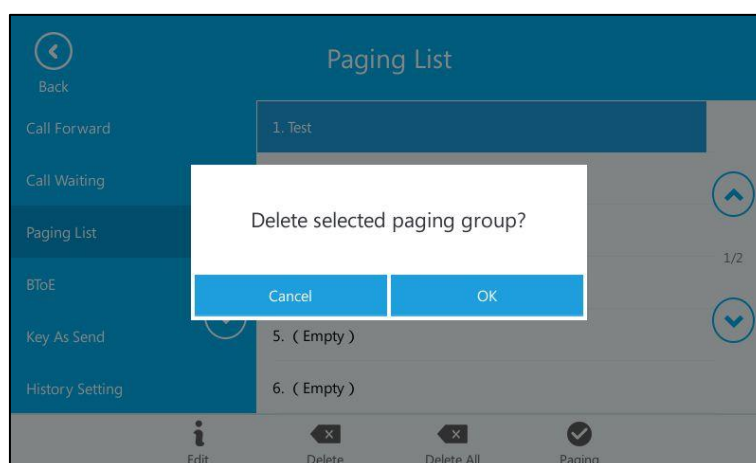 Paging List
Back
Call Forward
1. Test
Call Waiting
Delete selected paging group?
Paging List
1/2
BToE
Cancel
OK
Key As Send
5. ( Empty )
History Setting
6. ( Empty )
Edit
Delete
Delete All
Paging